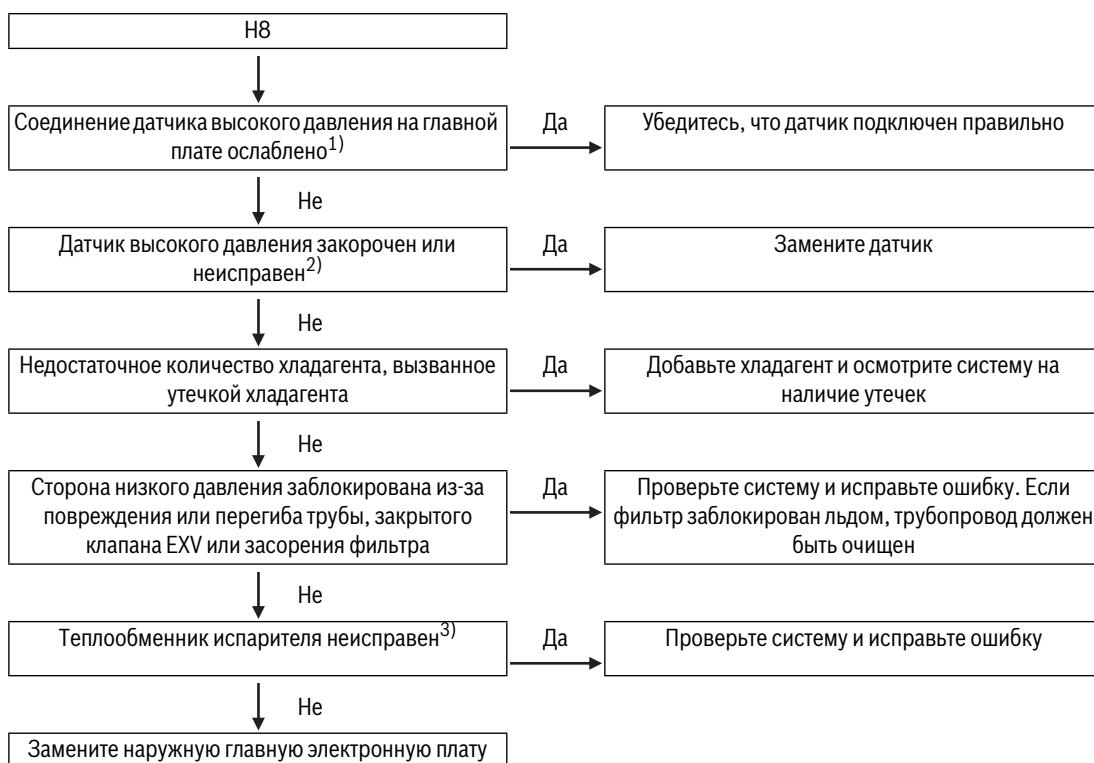 H8
Соединение датчика высокого давления на главной
плате ослаблено1)
Да
Убедитесь, что датчик подключен правильно
Не
Датчик высокого давления закорочен или
неисправен2)
Да
Замените датчик
Не
Недостаточное количество хладагента, вызванное
утечкой хладагента
Да
Добавьте хладагент и осмотрите систему на
наличие утечек
Не
Сторона низкого давления заблокирована из-за
повреждения или перегиба трубы, закрытого
клапана EXV или засорения фильтра
Да
Проверьте систему и исправьте ошибку. Если
фильтр заблокирован льдом, трубопровод должен
быть очищен
Не
Теплообменник испарителя неисправен3)
Да
Проверьте систему и исправьте ошибку
Не
Замените наружную главную электронную плату